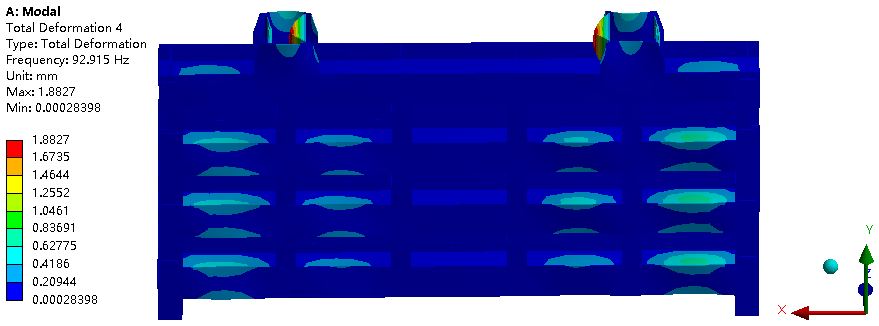 A: Modal
Total Deformation 4
Type: Total Deformation
Frequency: 92.915 Hz
Unit: mm
Max: 1.8827
Min: 0.00028398
1.8827
1.6735
1.4644
1.2552
1.0461
0.83691
0.62775
0.4186
0.20944
0.00028398
Y
Z
X